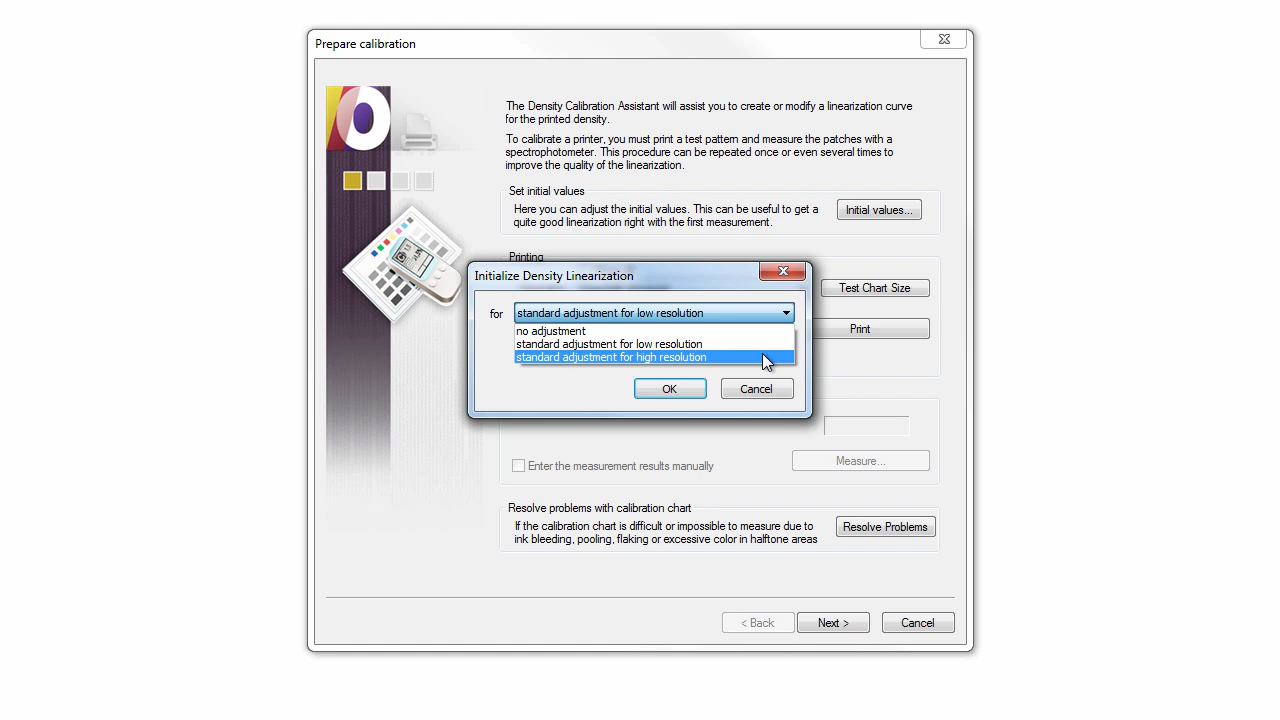 Prepare calibration
The Density Calibration Assistant will assist you to create or modify a linearization curve
for the printed density.
To calibrate a printer, you must print a test pattern and measure the patches with a
spectrophotometer. This procedure can be repeated once or even several times to
improve the quality of the linearization.
Set initial values
Here you can adjust the initial values. This can be useful to get a
quite good linearization right with the first measurement.
Initial values...
Printing
Initialize Density Linearization
Test Chart Size
for
standard adjustment for low resolution
Print
no adjustment
standard adjustment for low resolution
standard adjustment for high resolution
OK
Cancel
Enter the measurement results manually
Measure...
Resolve problems with calibration chart
If the calibration chart is difficult or impossible to measure due to
ink bleeding, pooling, flaking or excessive color in halftone areas
Resolve Problems
< Back
Next >
Cancel